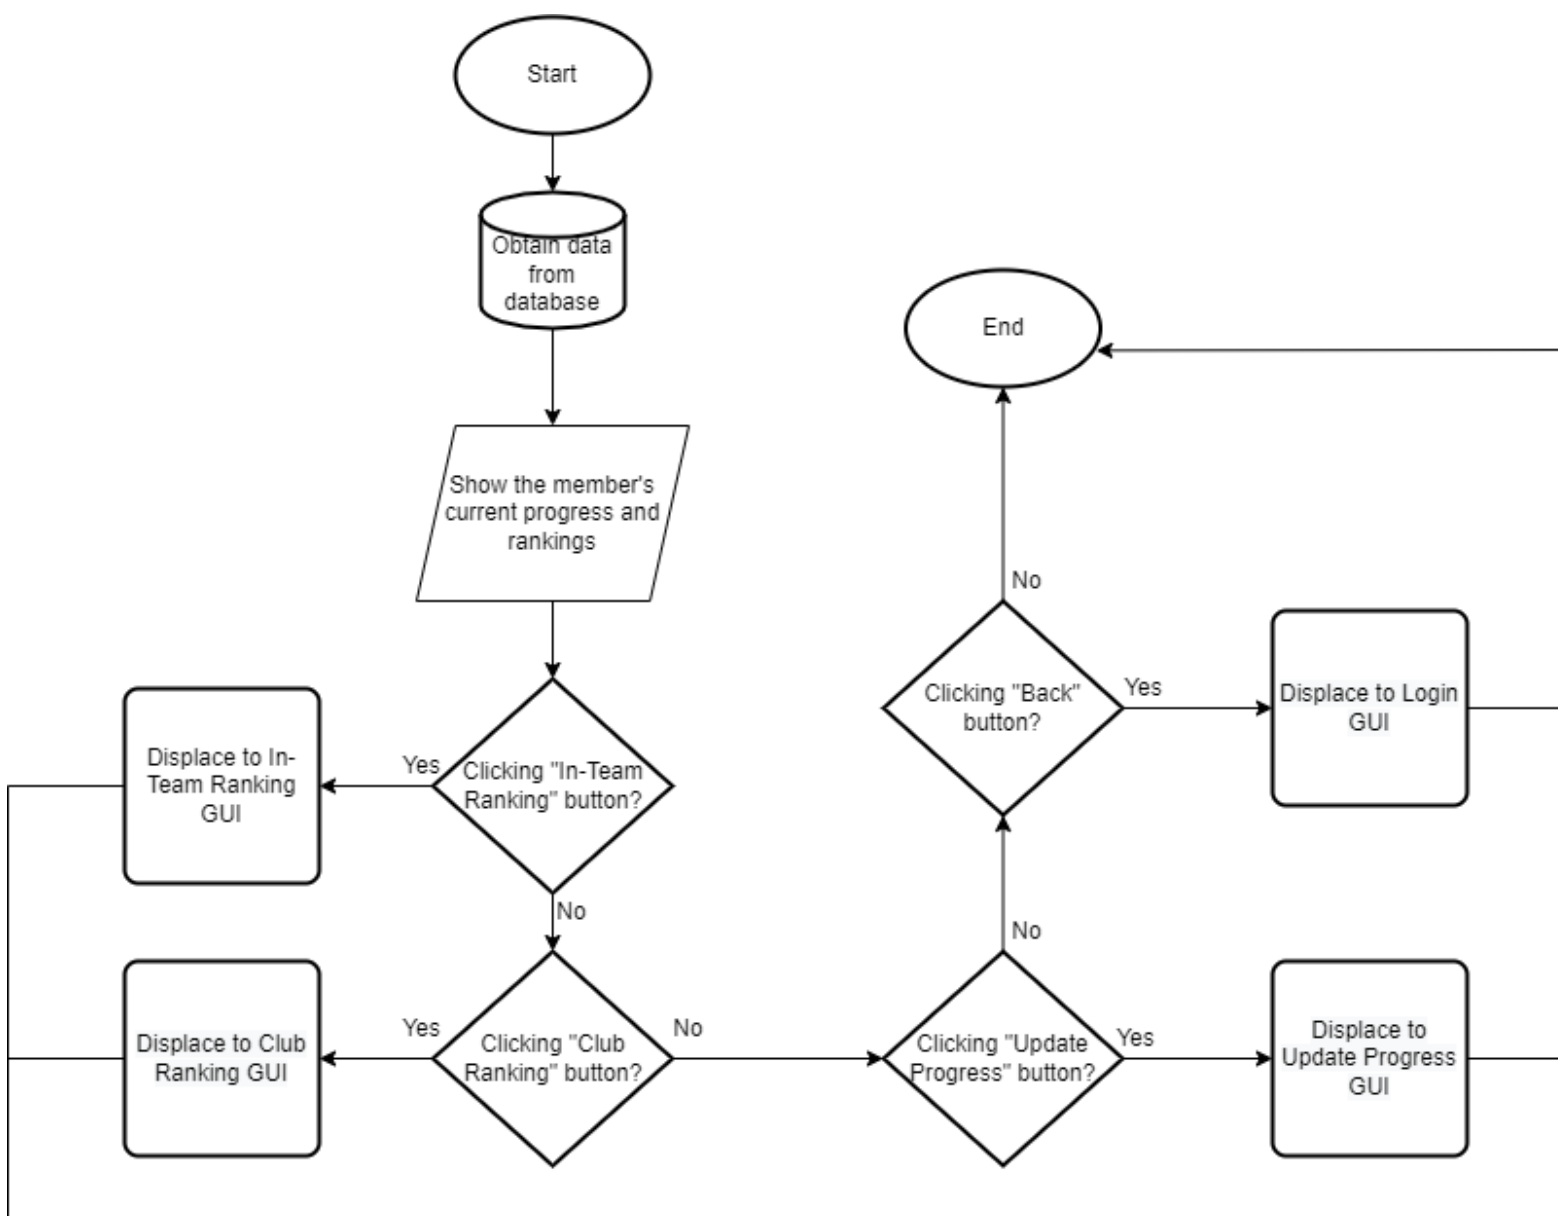 Start
Obtain data
from
database
Show the member's
current progress and
rankings
Clicking "In-Team
Ranking" button?
Yes
Displace to In-
Team Ranking
GUI
No
Clicking "Club
Ranking" button?
Yes
Displace to Club
Ranking GUI
No
Clicking "Update
Progress" button?
Yes
Displace to
Update Progress
GUI
No
Clicking "Back"
button?
Yes
Displace to Login
GUI
No
End